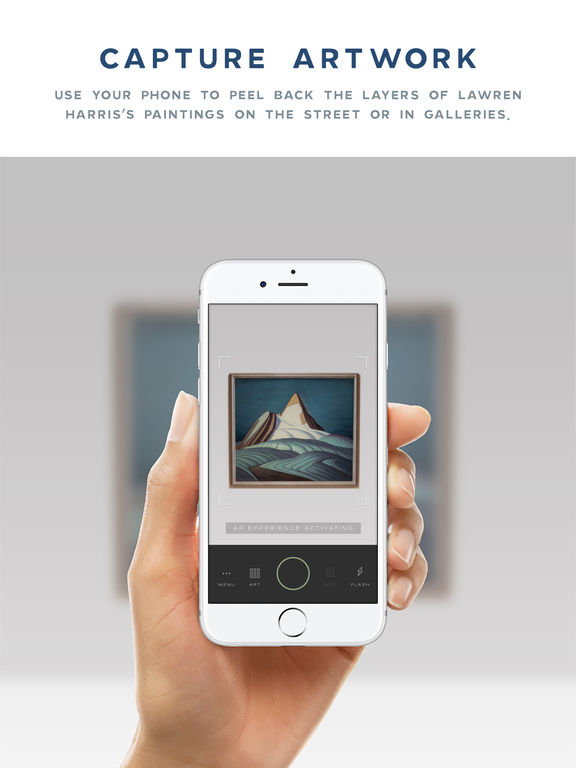 CAPTURE ARTWORK
USE YOUR PHONE TO PEEL BACK THE LAYERS OF LAWREN
HARRIS'S PAINTINGS ON THE STREET OR IN GALLERIES.
AR EXPERIENCE ACTIVATING
MENU ART FLASH